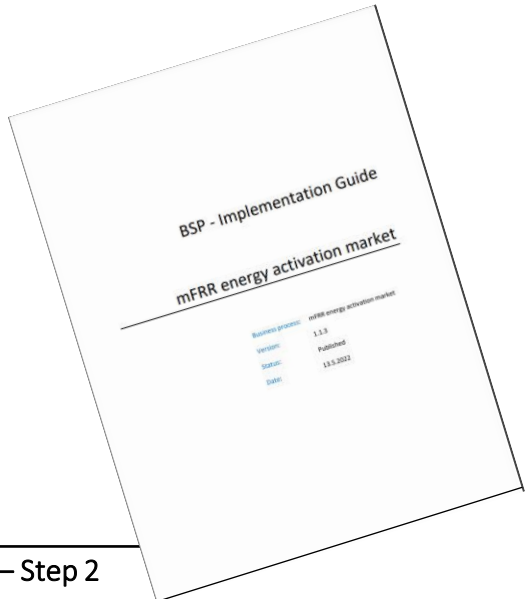 BSP - Implementation Guide
mFRR energy activation market
Business process: mFRR energy activation market
Version: 1.1.3
Status: Published
Date: 13.5.2022
– Step 2